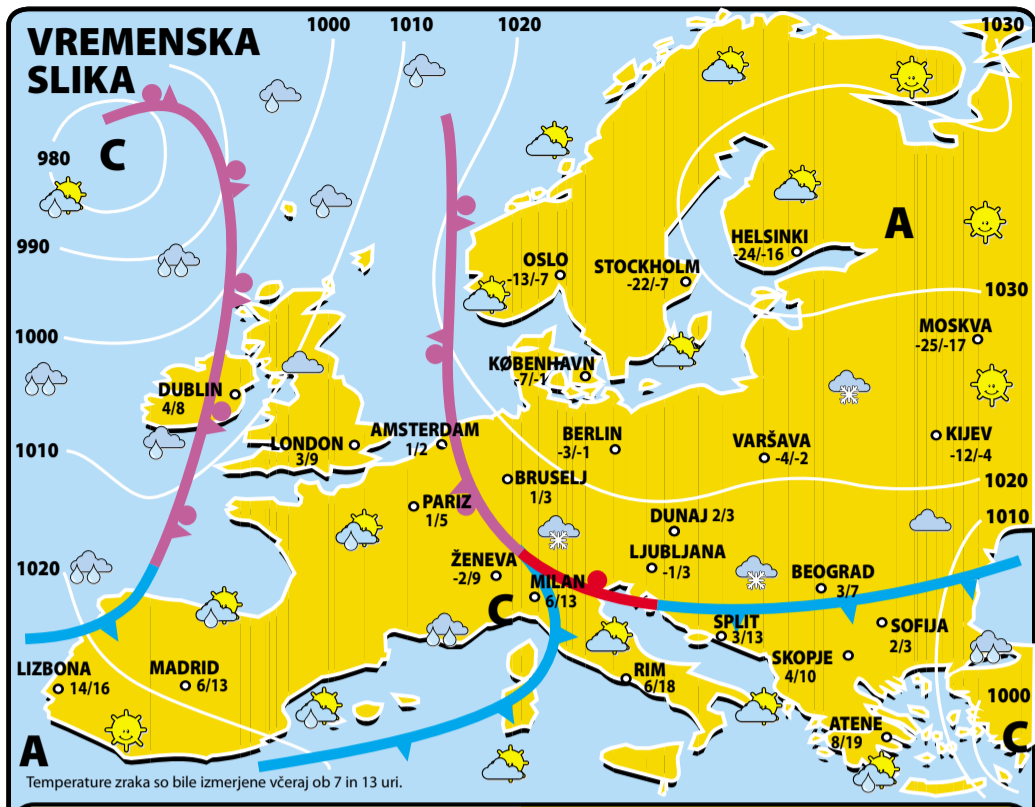 1000 1010 1020 1030
VREMENSKA
SLIKA
980
C
990
A
HELSINKI
-24/-16
OSLO
-13/-7
STOCKHOLM
-22/-7
1030
1000
MOSKVA
-25/-17
KØBENHAVN
-7/-1
DUBLIN
4/8
LONDON
3/9
AMSTERDAM
1/2
BERLIN
-3/-1
VARŠAVA
-4/-2
KIJEV
-12/-4
1010
BRUSELJ
1/3
1020
PARIZ
1/5
DUNAJ 2/3
1010
LJUBLJANA
-1/3
1020
ŽENEVA
-2/9
MILAN
6/13
C
BEOGRAD
3/7
SPLIT
3/13
SOFIJA
2/3
SKOPJE
4/10
LIZBONA
14/16
MADRID
6/13
RIM
6/18
1000
ATENE
8/19
C
A
Temperature zraka so bile izmerjene včeraj ob 7 in 13 uri.